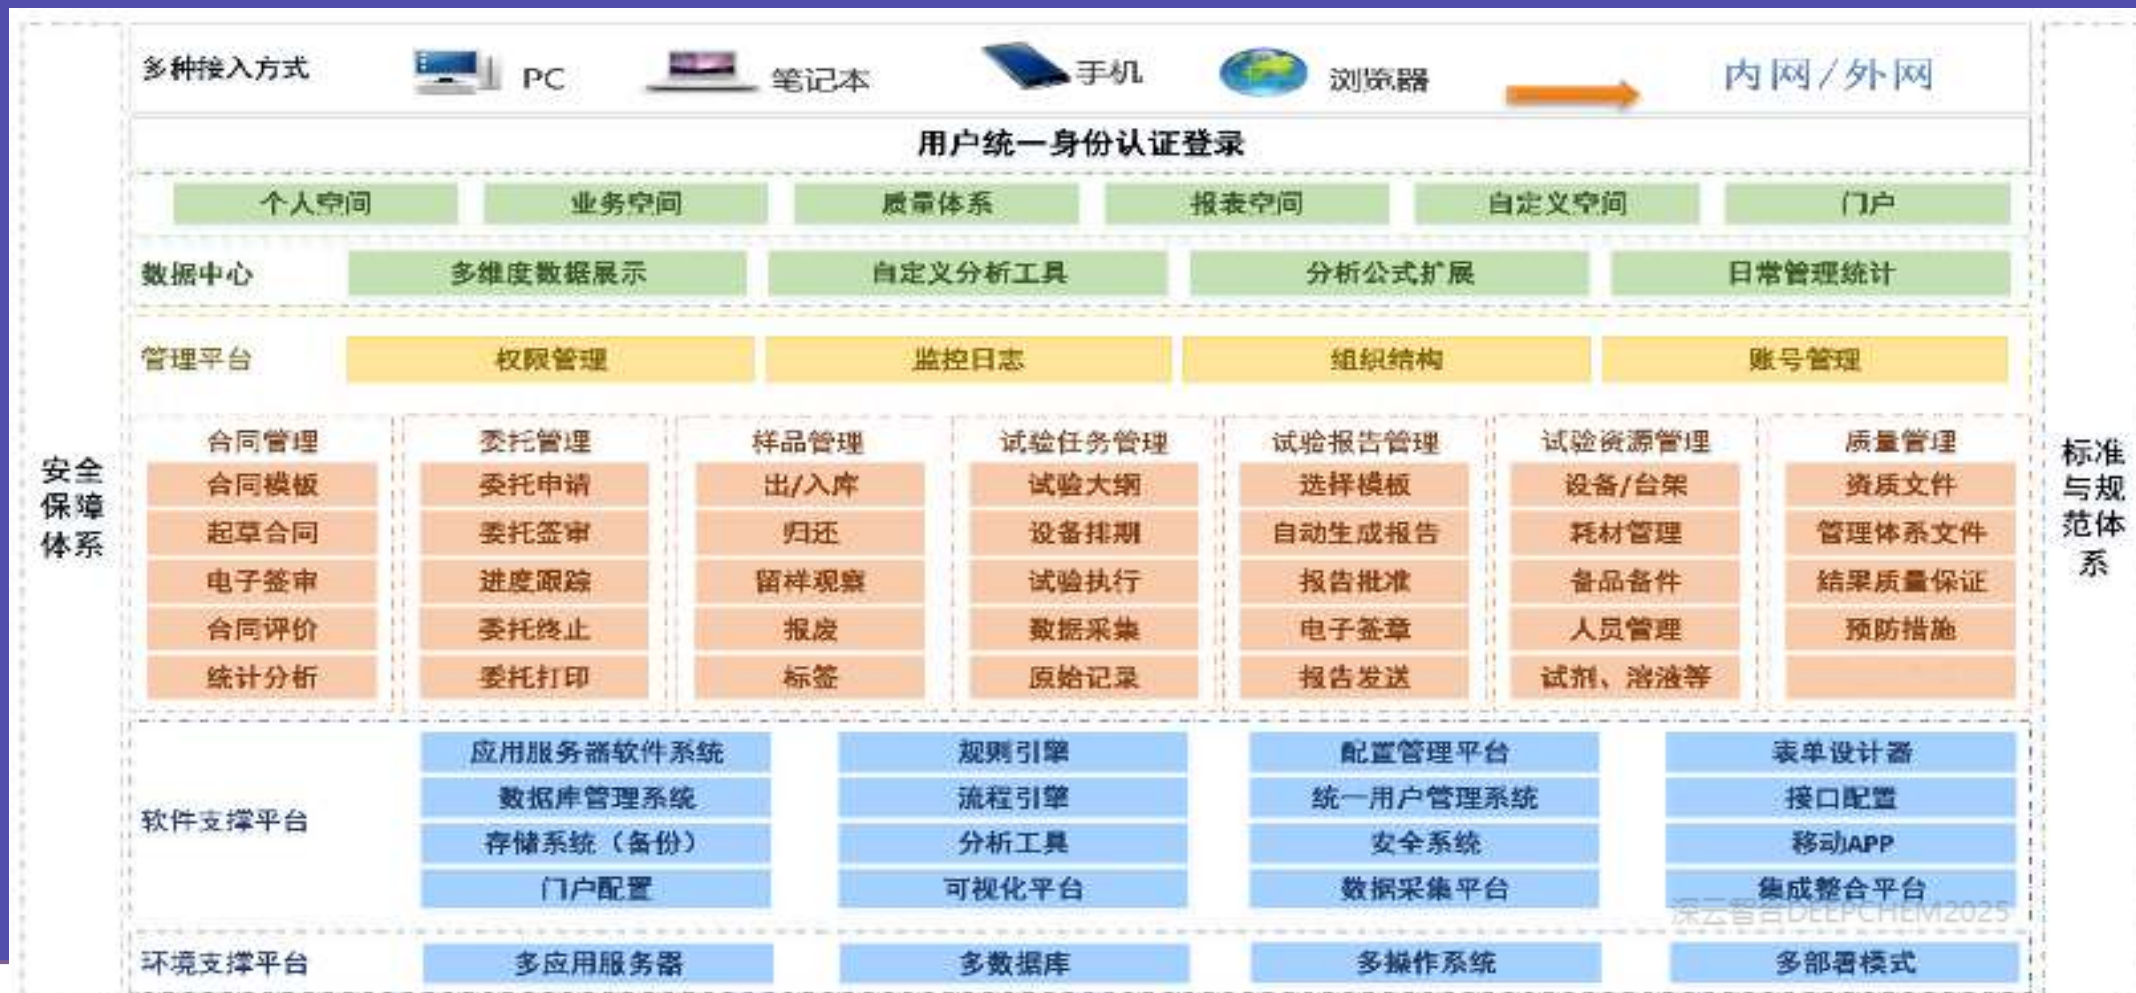 多种接入方式 PC 笔记本 手机 浏览器 内网/外网
用户统一身份认证登录
个人空间 业务空间 质量体系 报表空间 自定义空间 门户
数据中心 多维度数据展示 自定义分析工具 分析公式扩展 日常管理统计
管理平台 权限管理 监控日志 组织结构 账号管理
安全
保障
体系
合同管理 委托管理 样品管理 试验任务管理 试验报告管理 试验资源管理 质量管理
合同模板 委托申请 出/入库 试验大纲 选择模板 设备/台架 资质文件
起草合同 委托签审 归还 设备排期 自动生成报告 耗材管理 管理体系文件
电子签审 进度跟踪 留样观察 试验执行 报告批准 备品备件 结果质量保证
合同评价 委托终止 报废 数据采集 电子签章 人员管理 预防措施
统计分析 委托打印 标签 原始记录 报告发送 试剂、溶液等
标准
与规
范体
系
软件支撑平台
应用服务器软件系统 规则引擎 配置管理平台 表单设计器
数据库管理系统 流程引擎 统一用户管理系统 接口配置
存储系统（备份） 分析工具 安全系统 移动APP
门户配置 可视化平台 数据采集平台 集成整合平台
深云智合DEEPCHEM2025
环境支撑平台 多应用服务器 多数据库 多操作系统 多部署模式